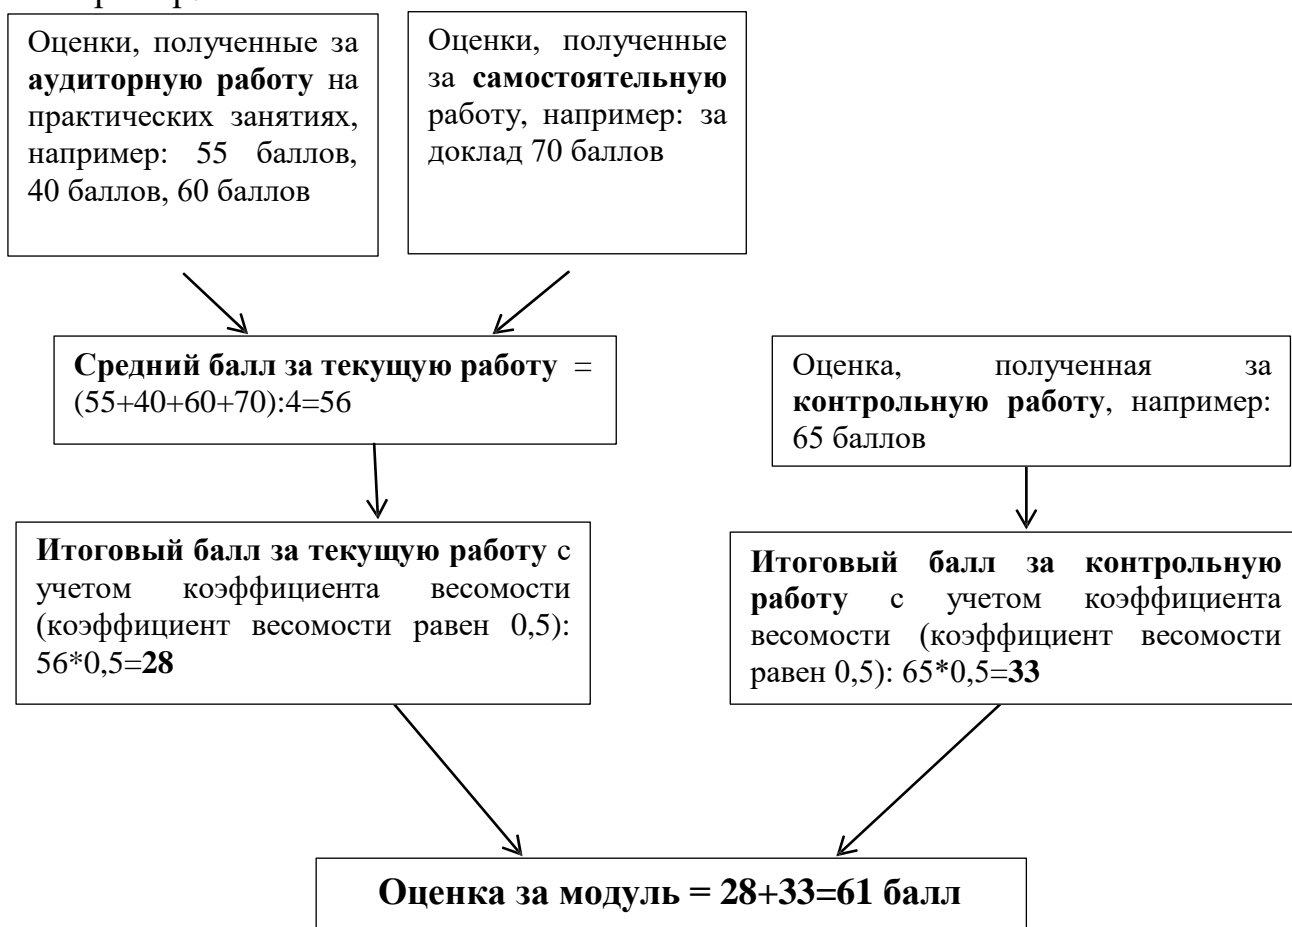 Оценки, полученные за
аудиторную работу на
практических занятиях,
например: 55 баллов,
40 баллов, 60 баллов
Оценки, полученные
за самостоятельную
работу, например: за
доклад 70 баллов
Средний балл за текущую работу =
(55+40+60+70):4=56
Оценка, полученная за
контрольную работу, например:
65 баллов
Итоговый балл за текущую работу с
учетом коэффициента весомости
(коэффициент весомости равен 0,5):
56*0,5=28
Итоговый балл за контрольную
работу с учетом коэффициента
весомости (коэффициент весомости
равен 0,5): 65*0,5=33
Оценка за модуль = 28+33=61 балл